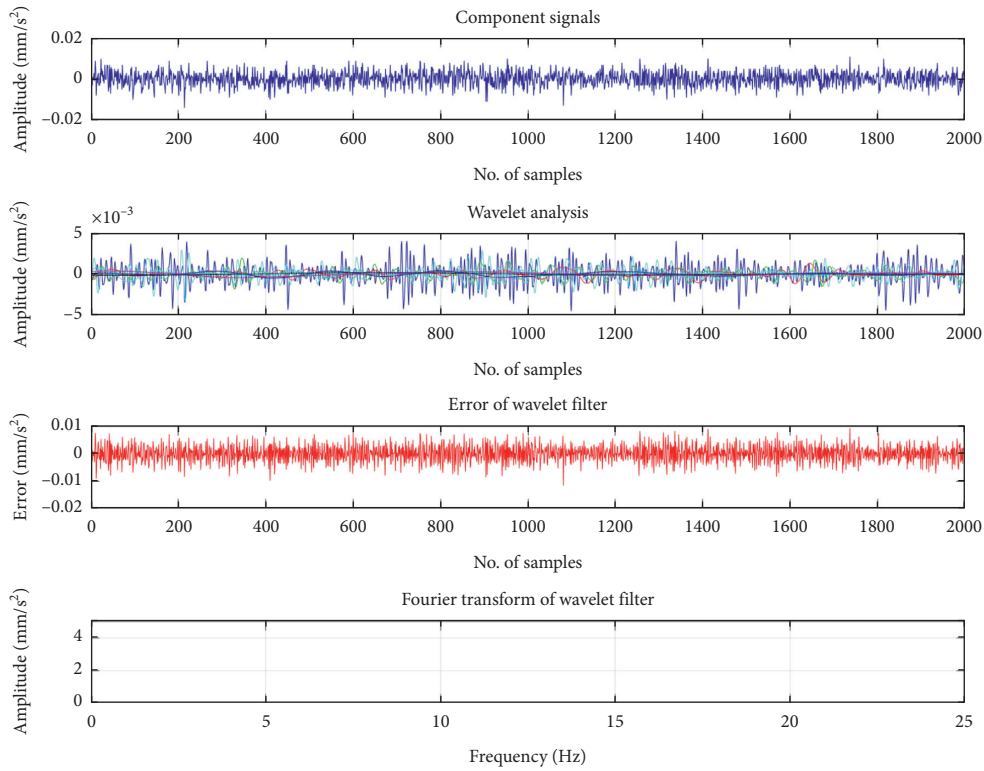 Component signals
Amplitude (mm/s²)
0.02
0
−0.02
0 200 400 600 800 1000 1200 1400 1600 1800 2000
No. of samples
Wavelet analysis
×10⁻³
Amplitude (mm/s²)
5
0
−5
0 200 400 600 800 1000 1200 1400 1600 1800 2000
No. of samples
Error of wavelet filter
Error (mm/s²)
0.01
0
−0.01
−0.02
0 200 400 600 800 1000 1200 1400 1600 1800 2000
No. of samples
Fourier transform of wavelet filter
Amplitude (mm/s²)
4
2
0
0 5 10 15 20 25
Frequency (Hz)